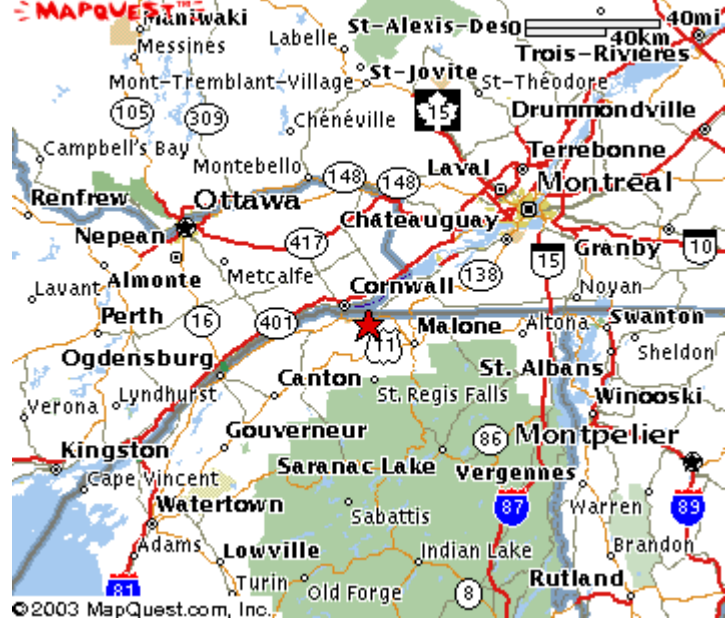 MAPQUEST™
Maniwaki
Messines
Labelle
St-Alexis-Des
0
40mi
40km
Trois-Rivières
Mont-Tremblant-Village
St-Jovite
St-Théodore
15
105
309
Chénéville
Drummondville
Campbell's Bay
Montebello
148
148
Laval
Terrebonne
Montréal
Renfrew
Ottawa
Châteauguay
Nepean
417
Granby
10
15
Almonte
Metcalfe
138
Lavant
Cornwall
Noyan
Perth
16
401
Malone
Altona
Swanton
11
Sheldon
Ogdensburg
St. Albans
Canton
St. Regis Falls
Lyndhurst
Verona
Winooski
Gouverneur
86
Montpelier
Kingston
Saranac Lake
Vergennes
Cape Vincent
Watertown
Sabattis
87
Warren
89
Adams
Lowville
Indian Lake
Brandon
81
Turin
Old Forge
8
Rutland
©2003 MapQuest.com, Inc.